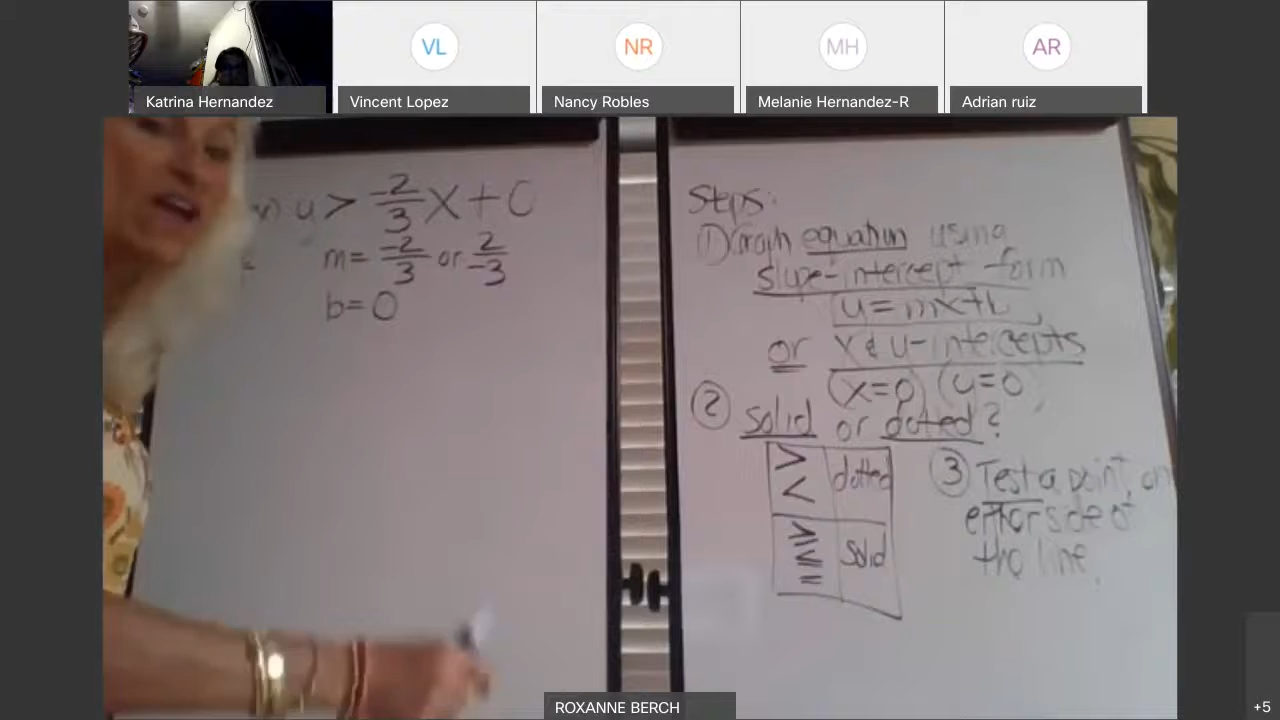 VL
NR
MH
AR
Katrina Hernandez
Vincent Lopez
Nancy Robles
Melanie Hernandez-R
Adrian ruiz
y > -2/3 x + 0
m = -2/3 or 2/-3
b = 0
Steps:
① Graph equation using
slope-intercept form
y = mx+b
or x & y-intercepts
(x=0) (y=0)
② solid or dotted?
> < dotted
≥ ≤ = solid
③ Test a point on
either side of
the line.
ROXANNE BERCH
+5